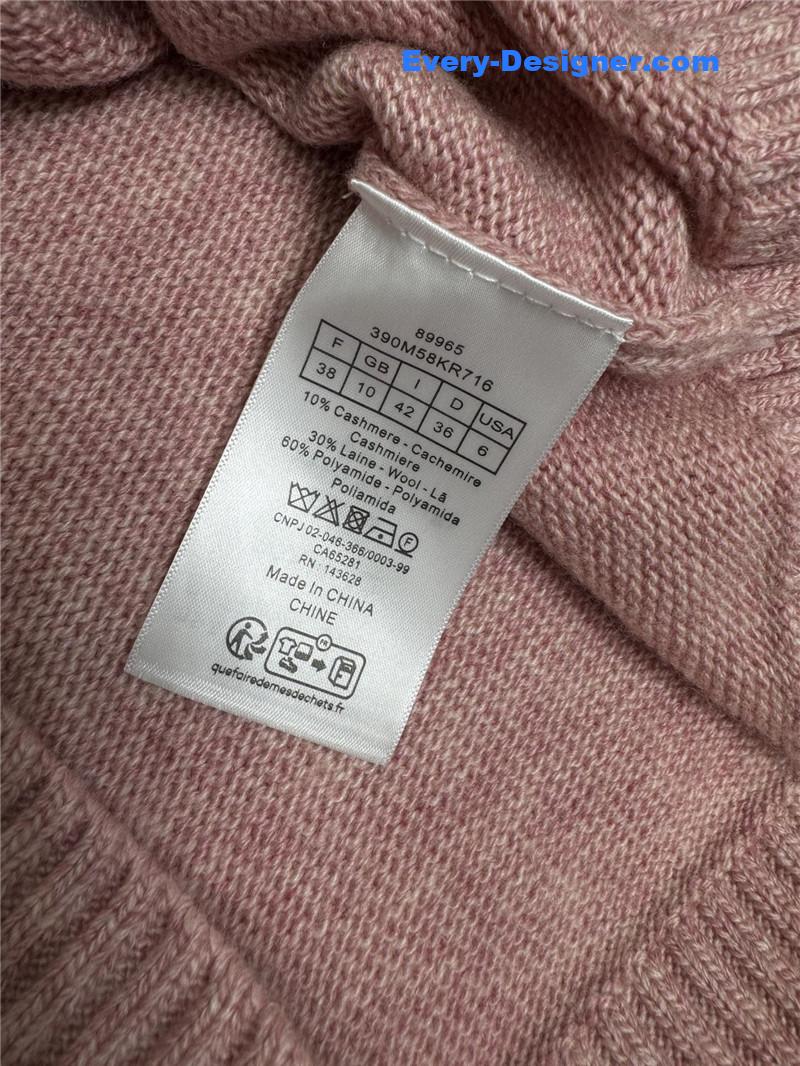 Every-Designer.com
89965
390M58KR716
F GB I D USA
38 10 42 36 6
10% Cashmere - Cachemire
Cashmiere
30% Laine - Wool - Lã
60% Polyamide - Polyamida
Poliamida
F
CNPJ 02-046-366/0003-99
CA65281
RN : 143628
Made In CHINA
CHINE
FR
quefairedemesdechets.fr